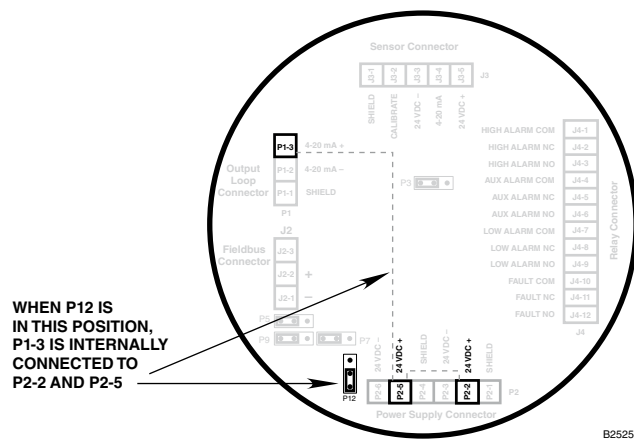 Sensor Connector
J3-1
J3-2
J3-3
J3-4
J3-5
J3
SHIELD
CALIBRATE
24 VDC –
4-20 mA
24 VDC +
P1-3
4-20 mA +
P1-2
4-20 mA –
P1-1
SHIELD
Output
Loop
Connector
P1
P3
HIGH ALARM COM
J4-1
HIGH ALARM NC
J4-2
HIGH ALARM NO
J4-3
AUX ALARM COM
J4-4
AUX ALARM NC
J4-5
AUX ALARM NO
J4-6
LOW ALARM COM
J4-7
LOW ALARM NC
J4-8
LOW ALARM NO
J4-9
FAULT COM
J4-10
FAULT NC
J4-11
FAULT NO
J4-12
J4
Relay Connector
J2
Fieldbus
Connector
J2-3
J2-2
+
J2-1
–
P5
P9
P7
WHEN P12 IS
IN THIS POSITION,
P1-3 IS INTERNALLY
CONNECTED TO
P2-2 AND P2-5
P12
24 VDC –
24 VDC +
SHIELD
24 VDC –
24 VDC +
SHIELD
P2-6
P2-5
P2-4
P2-3
P2-2
P2-1
P2
Power Supply Connector
B2525